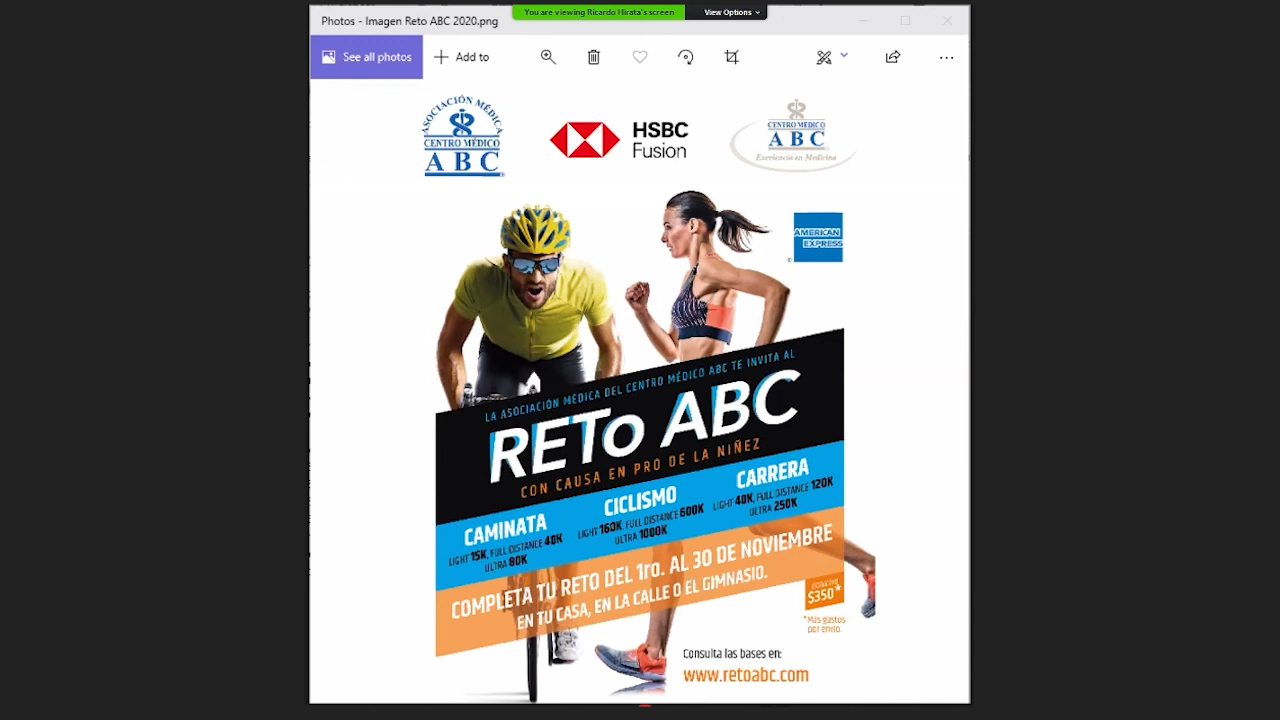 You are viewing Ricardo Hirata's screen
View Options
Photos - Imagen Reto ABC 2020.png
See all photos
Add to
ASOCIACIÓN MÉDICA
CENTRO MÉDICO
ABC
HSBC
Fusion
CENTRO MÉDICO
ABC
Excelencia en Medicina
AMERICAN
EXPRESS
LA ASOCIACIÓN MÉDICA DEL CENTRO MÉDICO ABC TE INVITA AL
RETo ABC
CON CAUSA EN PRO DE LA NIÑEZ
CAMINATA
LIGHT 15K, FULL DISTANCE 40K
ULTRA 80K
CICLISMO
LIGHT 160K, FULL DISTANCE 600K
ULTRA 1000K
CARRERA
LIGHT 40K, FULL DISTANCE 120K
ULTRA 250K
COMPLETA TU RETO DEL 1ro. AL 30 DE NOVIEMBRE
EN TU CASA, EN LA CALLE O EL GIMNASIO.
DONATIVO
$350*
*Más gastos
por envío.
Consulta las bases en:
www.retoabc.com